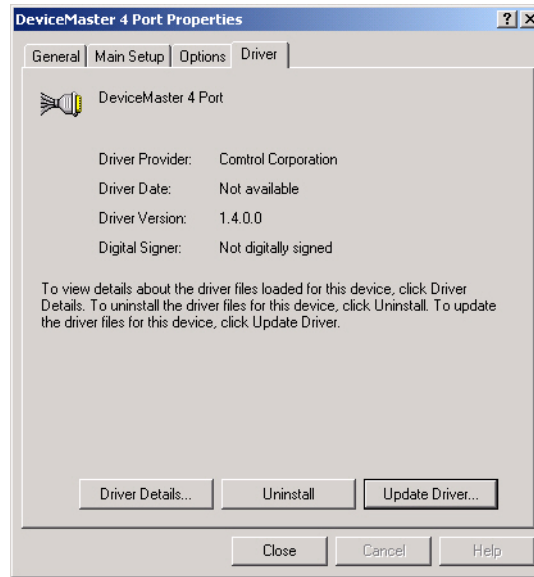 DeviceMaster 4 Port Properties
General Main Setup Options Driver
DeviceMaster 4 Port
Driver Provider: Comtrol Corporation
Driver Date: Not available
Driver Version: 1.4.0.0
Digital Signer: Not digitally signed
To view details about the driver files loaded for this device, click Driver
Details. To uninstall the driver files for this device, click Uninstall. To update
the driver files for this device, click Update Driver.
Driver Details... Uninstall Update Driver...
Close Cancel Help